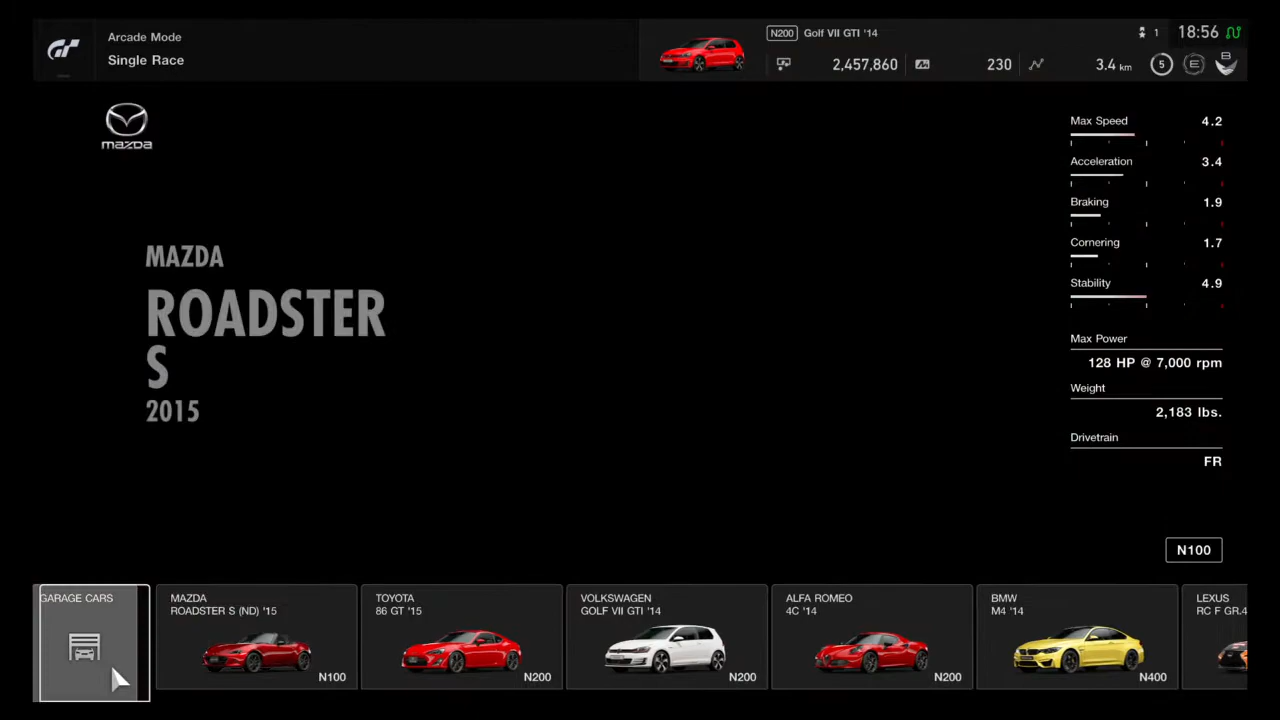 Arcade Mode
Single Race
N200 Golf VII GTI '14
1
18:56
2,457,860
230
3.4 km
5
E
B
mazda
MAZDA
ROADSTER
S
2015
Max Speed 4.2
Acceleration 3.4
Braking 1.9
Cornering 1.7
Stability 4.9
Max Power
128 HP @ 7,000 rpm
Weight
2,183 lbs.
Drivetrain
FR
N100
GARAGE CARS
MAZDA
ROADSTER S (ND) '15
N100
TOYOTA
86 GT '15
N200
VOLKSWAGEN
GOLF VII GTI '14
N200
ALFA ROMEO
4C '14
N200
BMW
M4 '14
N400
LEXUS
RC F GR.4